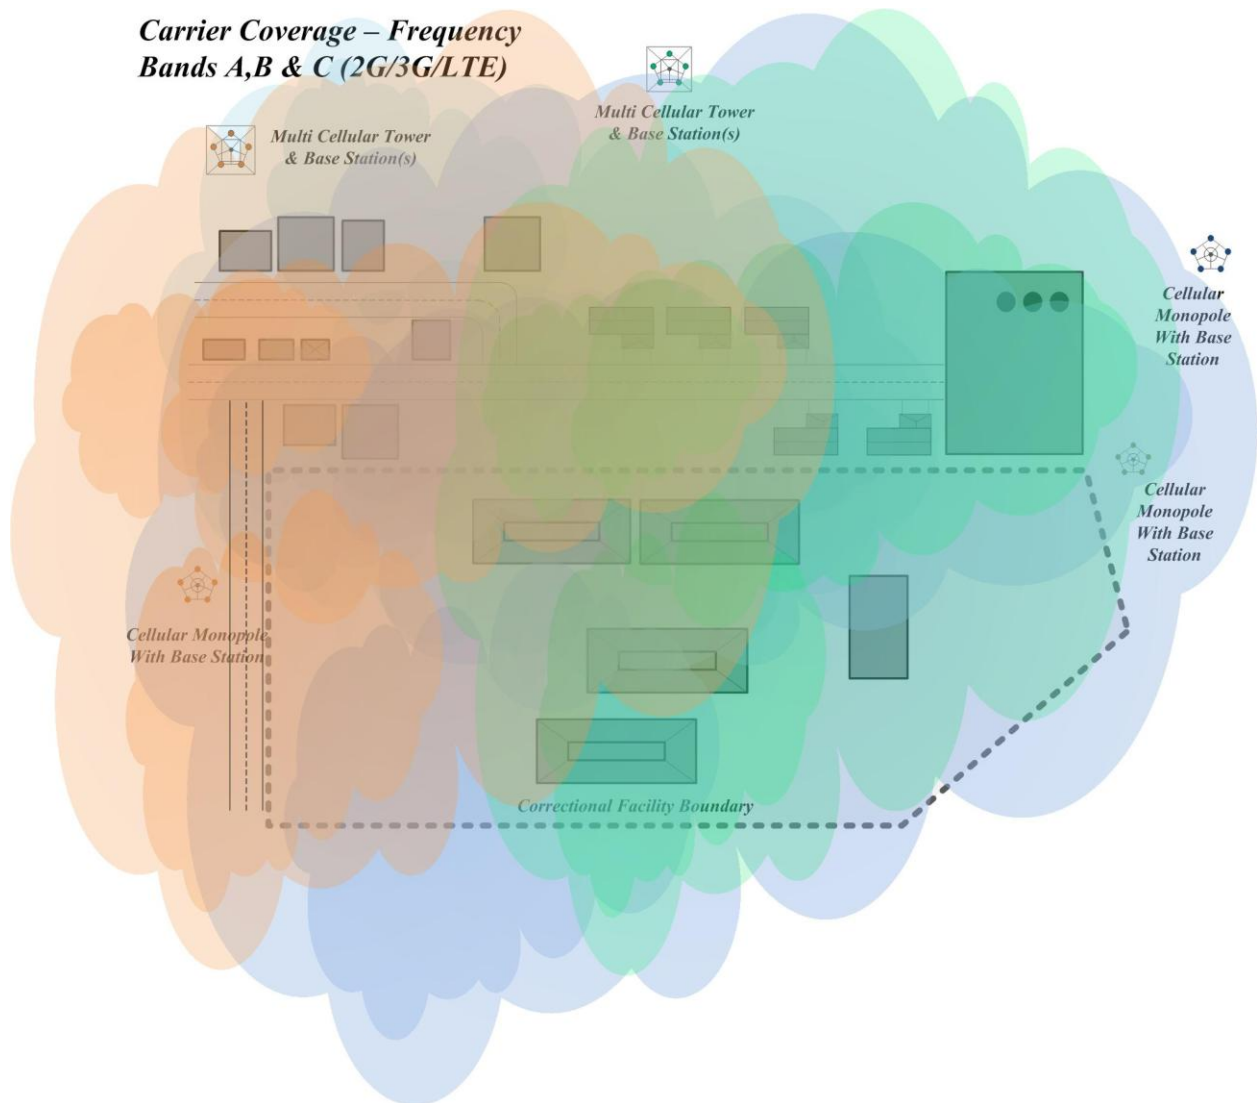 Carrier Coverage – Frequency
Bands A,B & C (2G/3G/LTE)
Multi Cellular Tower
& Base Station(s)
Multi Cellular Tower
& Base Station(s)
Cellular
Monopole
With Base
Station
Cellular
Monopole
With Base
Station
Cellular Monopole
With Base Station
Correctional Facility Boundary